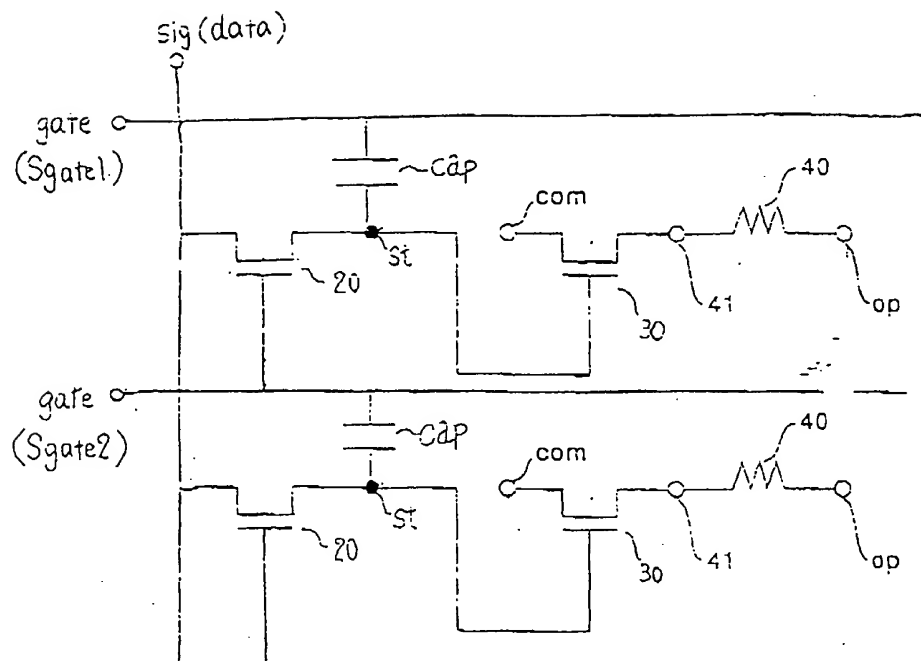 sig(data)
gate
(Sgate1)
cap
com
40
st
20
30
41
op
gate
(Sgate2)
cap
com
40
st
20
30
41
op